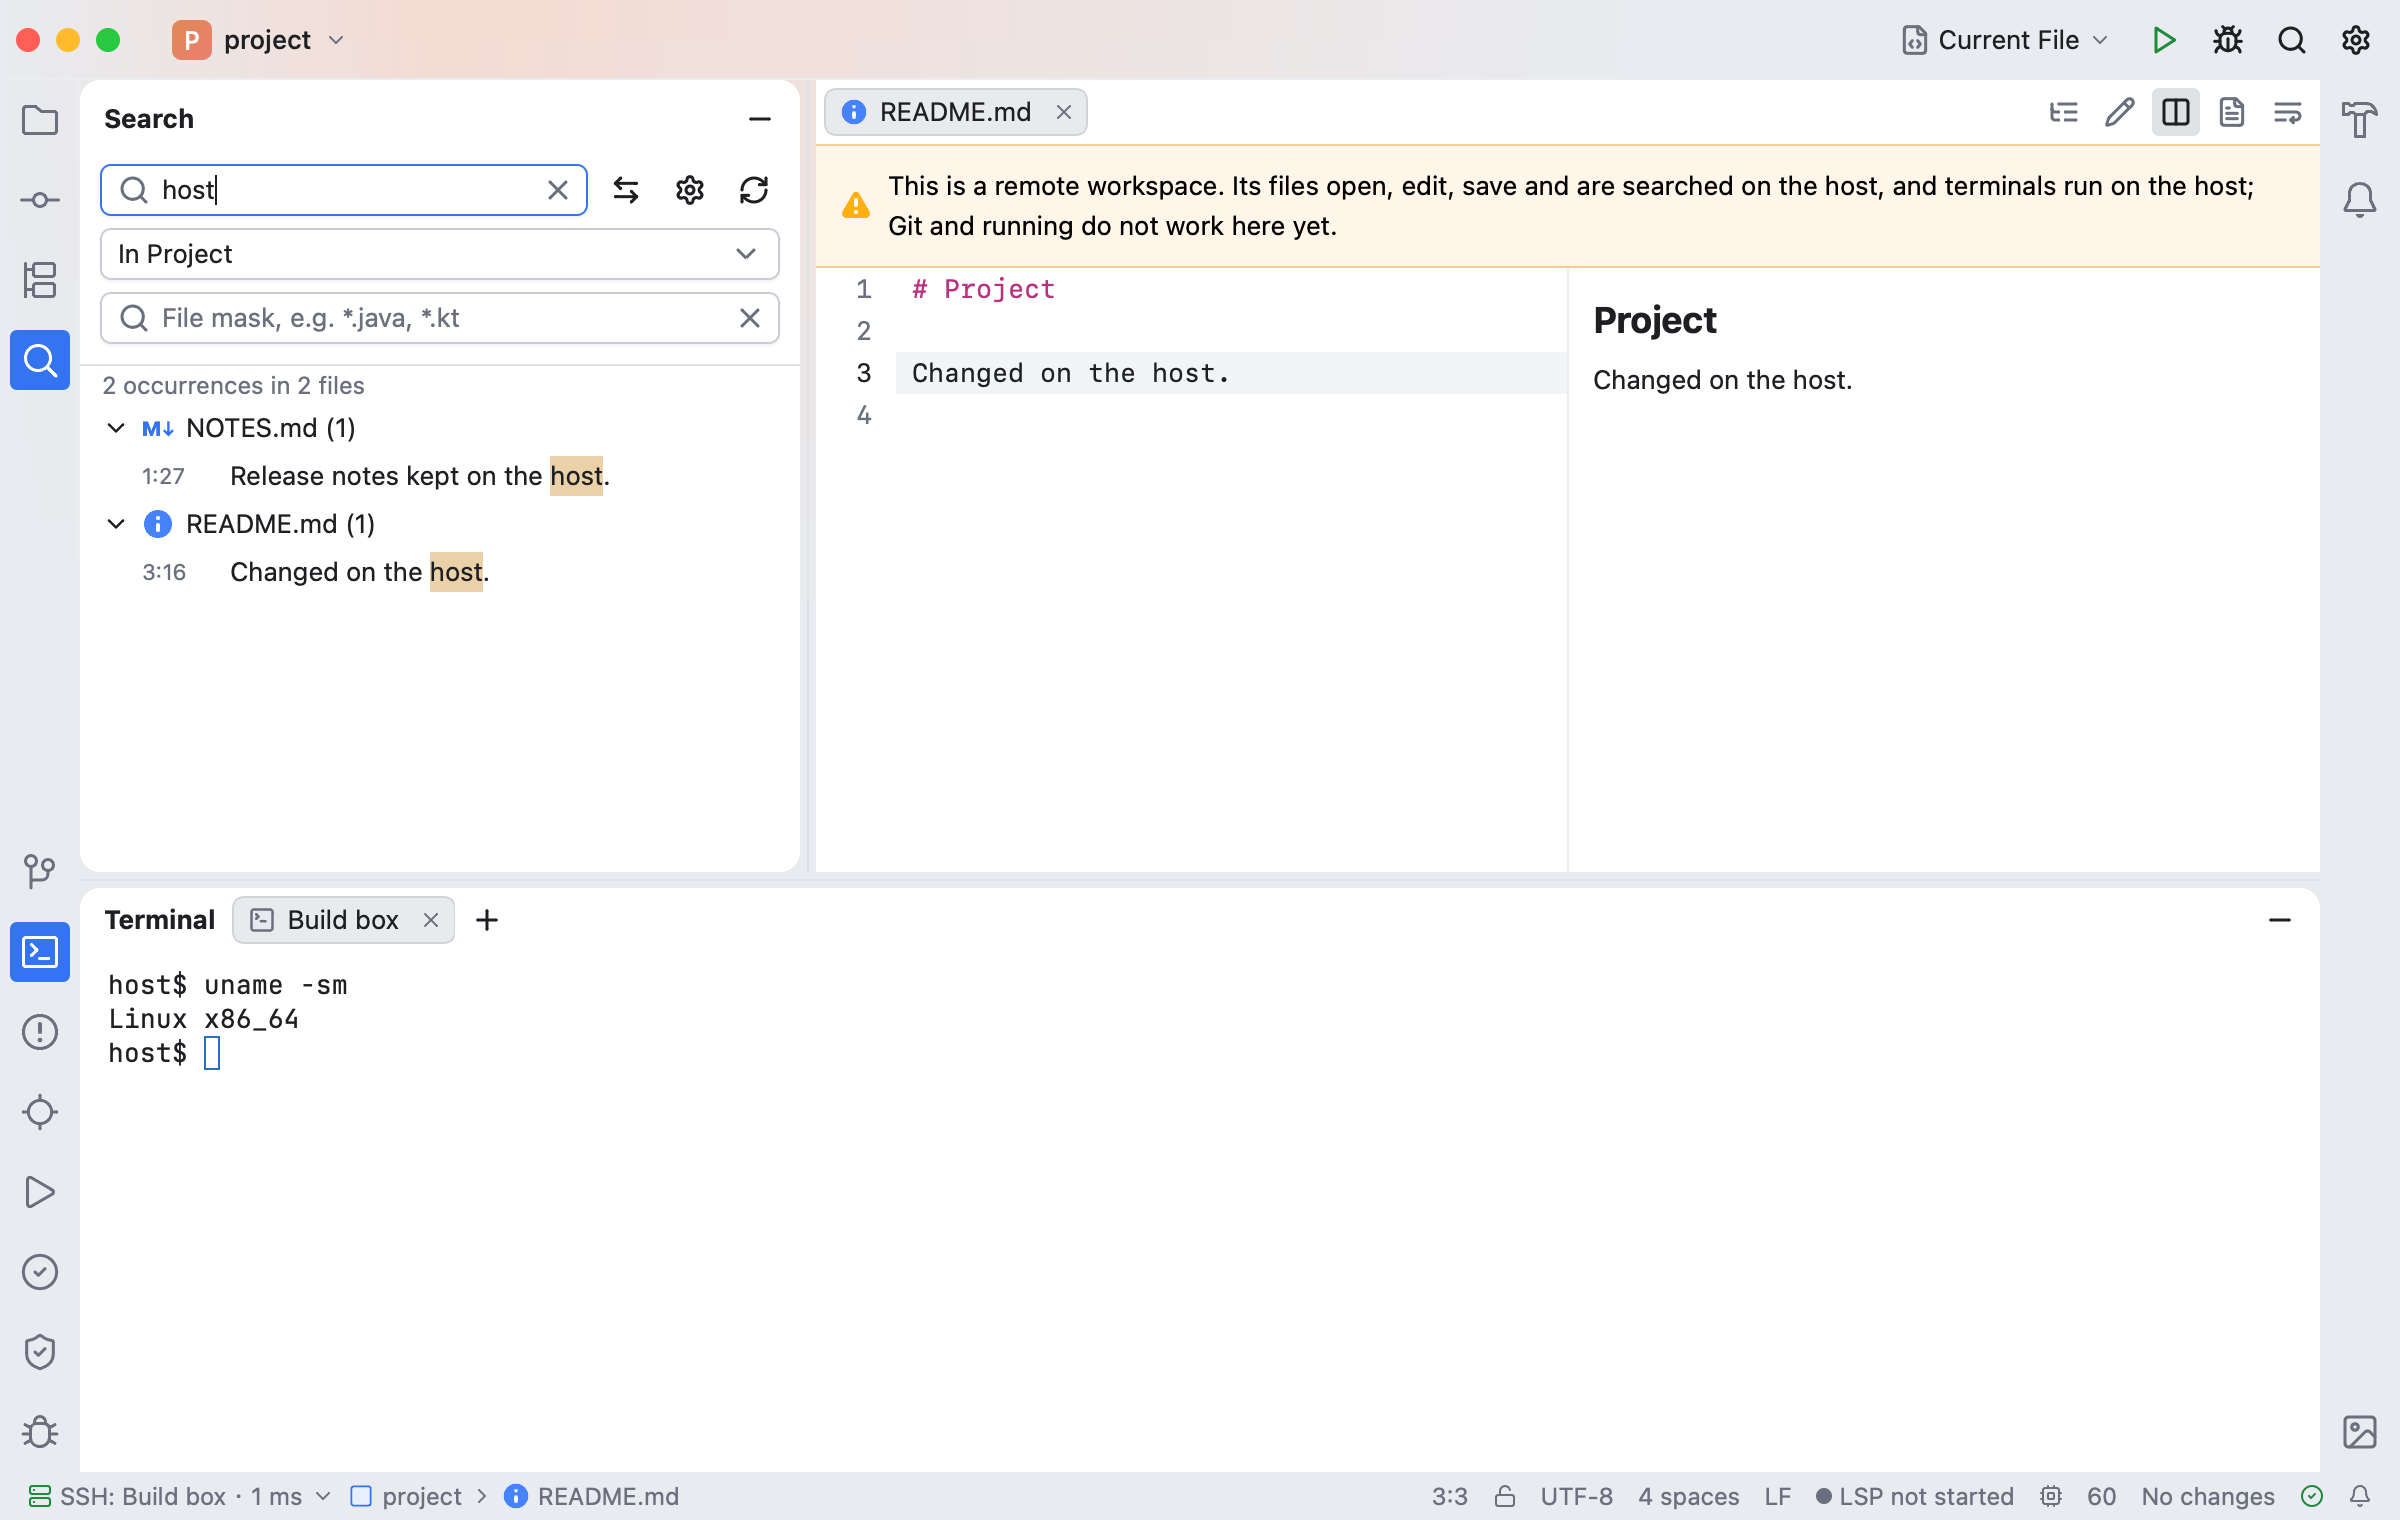 P project
Current File
Search
host
In Project
File mask, e.g. *.java, *.kt
2 occurrences in 2 files
M↓ NOTES.md (1)
1:27 Release notes kept on the host.
README.md (1)
3:16 Changed on the host.
README.md
This is a remote workspace. Its files open, edit, save and are searched on the host, and terminals run on the host;
Git and running do not work here yet.
1 # Project
2
3 Changed on the host.
4
Project
Changed on the host.
Terminal Build box
host$ uname -sm
Linux x86_64
host$
SSH: Build box · 1 ms project README.md 3:3 UTF-8 4 spaces LF LSP not started 60 No changes